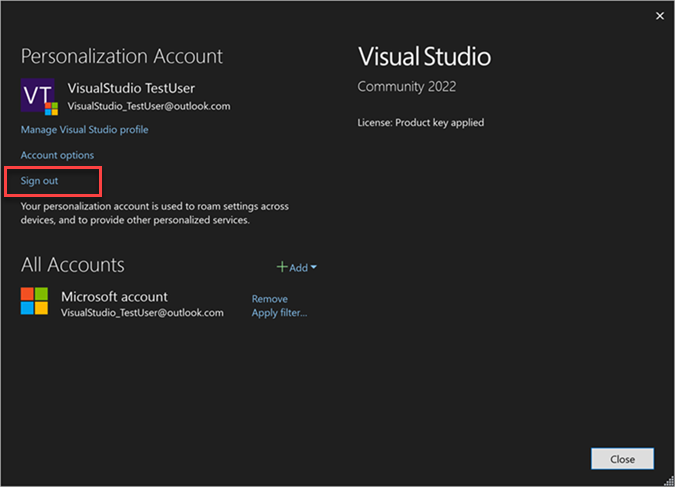 Personalization Account
VT
VisualStudio TestUser
VisualStudio_TestUser@outlook.com
Manage Visual Studio profile
Account options
Sign out
Your personalization account is used to roam settings across
devices, and to provide other personalized services.
All Accounts
Add
Microsoft account
VisualStudio_TestUser@outlook.com
Remove
Apply filter...
Visual Studio
Community 2022
License: Product key applied
Close